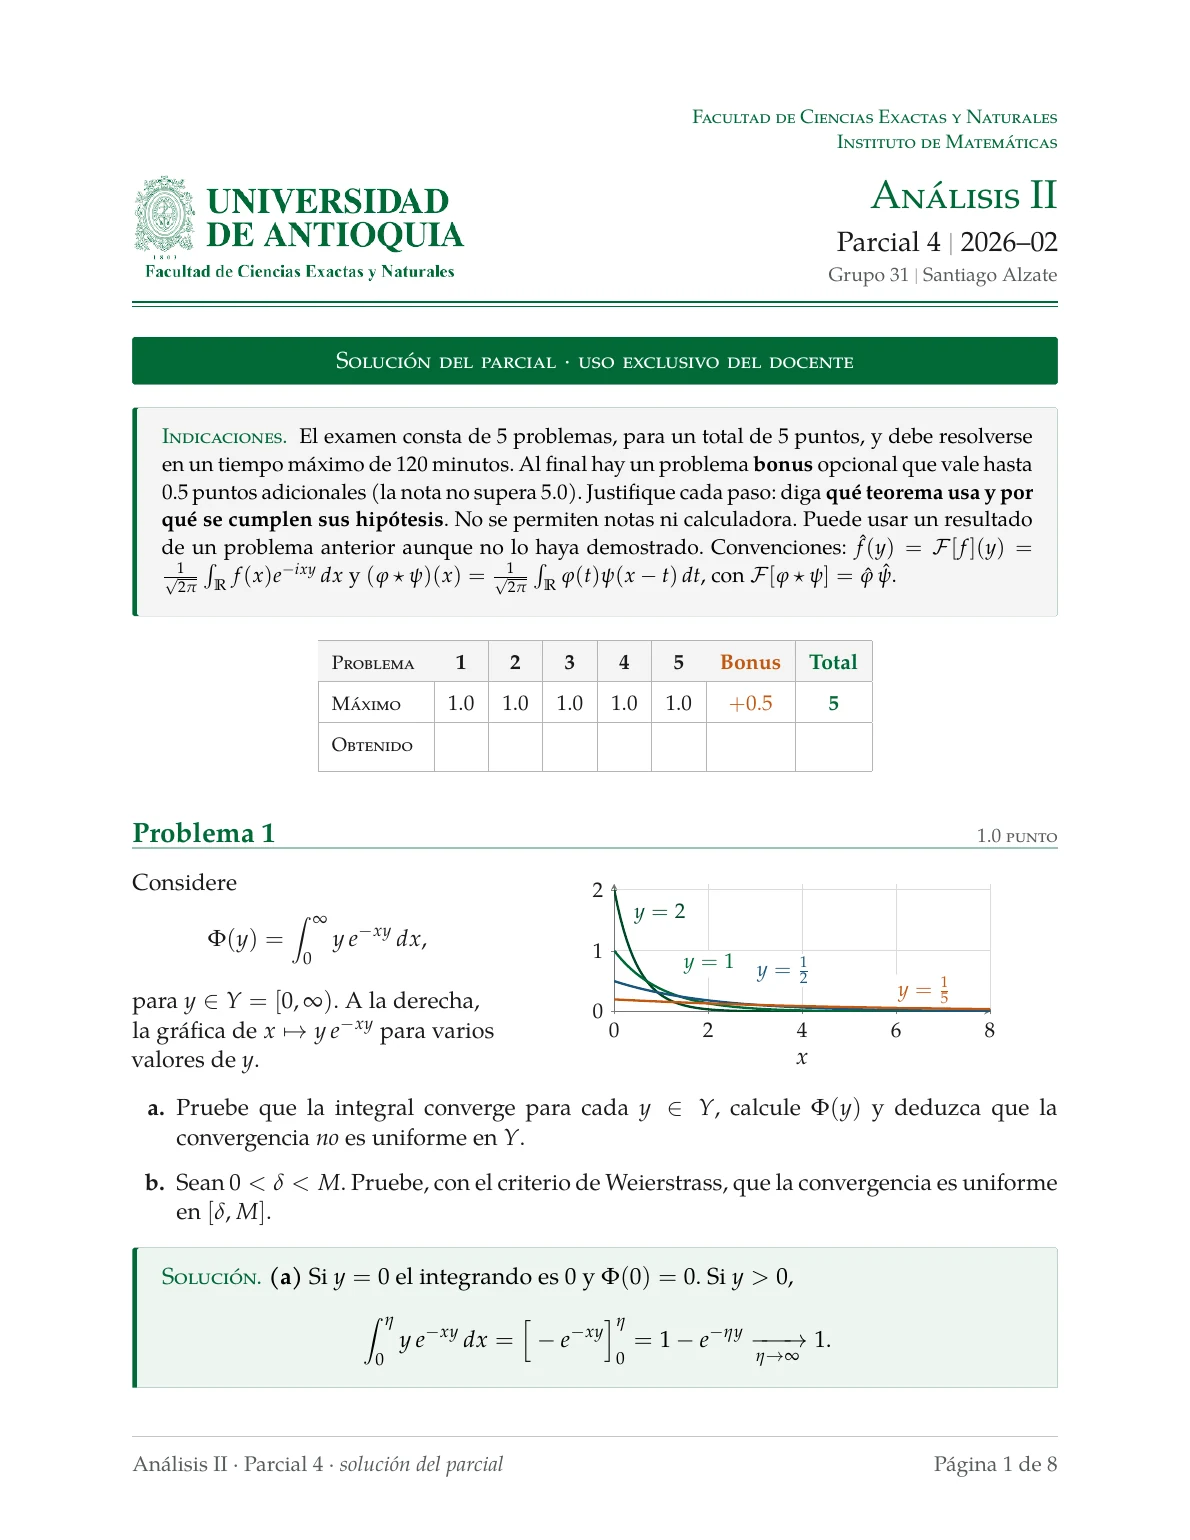 Facultad de Ciencias Exactas y Naturales
Instituto de Matemáticas
UNIVERSIDAD
DE ANTIOQUIA
1803
Facultad de Ciencias Exactas y Naturales
Análisis II
Parcial 4 | 2026–02
Grupo 31 | Santiago Alzate
Solución del parcial · uso exclusivo del docente
Indicaciones. El examen consta de 5 problemas, para un total de 5 puntos, y debe resolverse
en un tiempo máximo de 120 minutos. Al final hay un problema bonus opcional que vale hasta
0.5 puntos adicionales (la nota no supera 5.0). Justifique cada paso: diga qué teorema usa y por
qué se cumplen sus hipótesis. No se permiten notas ni calculadora. Puede usar un resultado
de un problema anterior aunque no lo haya demostrado. Convenciones: f̂(y) = F[f](y) =
1/√2π ∫_ℝ f(x)e^{−ixy} dx y (φ ⋆ ψ)(x) = 1/√2π ∫_ℝ φ(t)ψ(x − t) dt, con F[φ ⋆ ψ] = φ̂ ψ̂.
Problema 1 2 3 4 5 Bonus Total
Máximo 1.0 1.0 1.0 1.0 1.0 +0.5 5
Obtenido
Problema 1 1.0 punto
Considere
Φ(y) = ∫_0^∞ y e^{−xy} dx,
para y ∈ Y = [0, ∞). A la derecha,
la gráfica de x ↦ y e^{−xy} para varios
valores de y.
2
1
0
y = 2
y = 1
y = 1/2
y = 1/5
0 2 4 6 8
x
a. Pruebe que la integral converge para cada y ∈ Y, calcule Φ(y) y deduzca que la
convergencia no es uniforme en Y.
b. Sean 0 < δ < M. Pruebe, con el criterio de Weierstrass, que la convergencia es uniforme
en [δ, M].
Solución. (a) Si y = 0 el integrando es 0 y Φ(0) = 0. Si y > 0,
∫_0^η y e^{−xy} dx = [ − e^{−xy} ]_0^η = 1 − e^{−ηy} →_{η→∞} 1.
Análisis II · Parcial 4 · solución del parcial Página 1 de 8